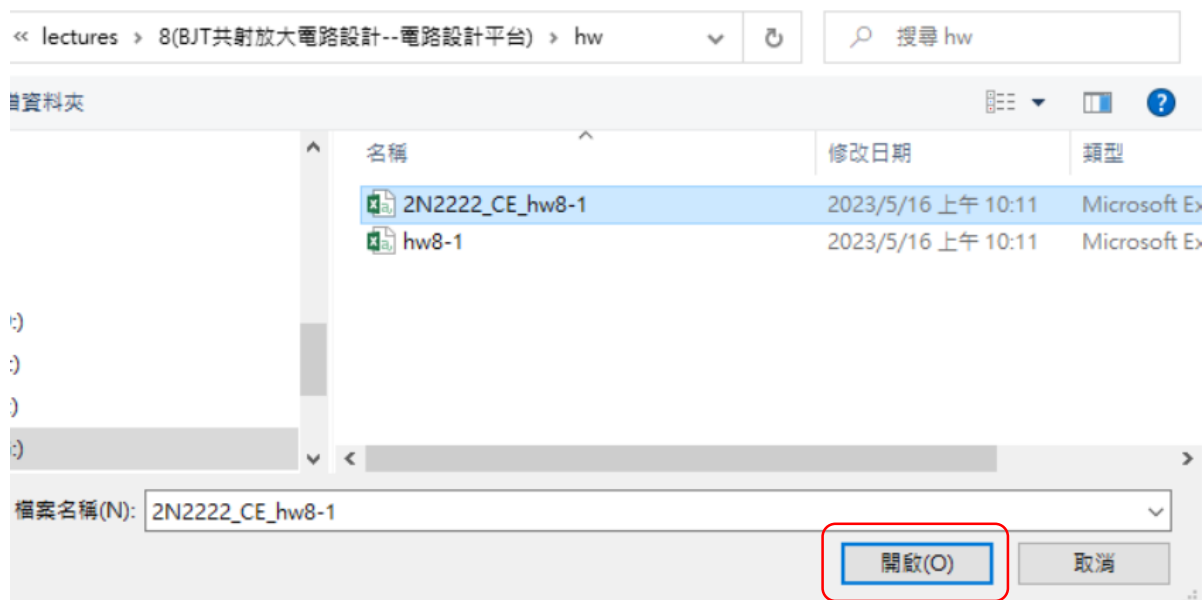 « lectures › 8(BJT共射放大電路設計--電路設計平台) › hw
搜尋 hw
資料夾
名稱 修改日期 類型
2N2222_CE_hw8-1 2023/5/16 上午 10:11 Microsoft Ex
hw8-1 2023/5/16 上午 10:11 Microsoft Ex
:)
:)
:)
:)
檔案名稱(N): 2N2222_CE_hw8-1
開啟(O) 取消